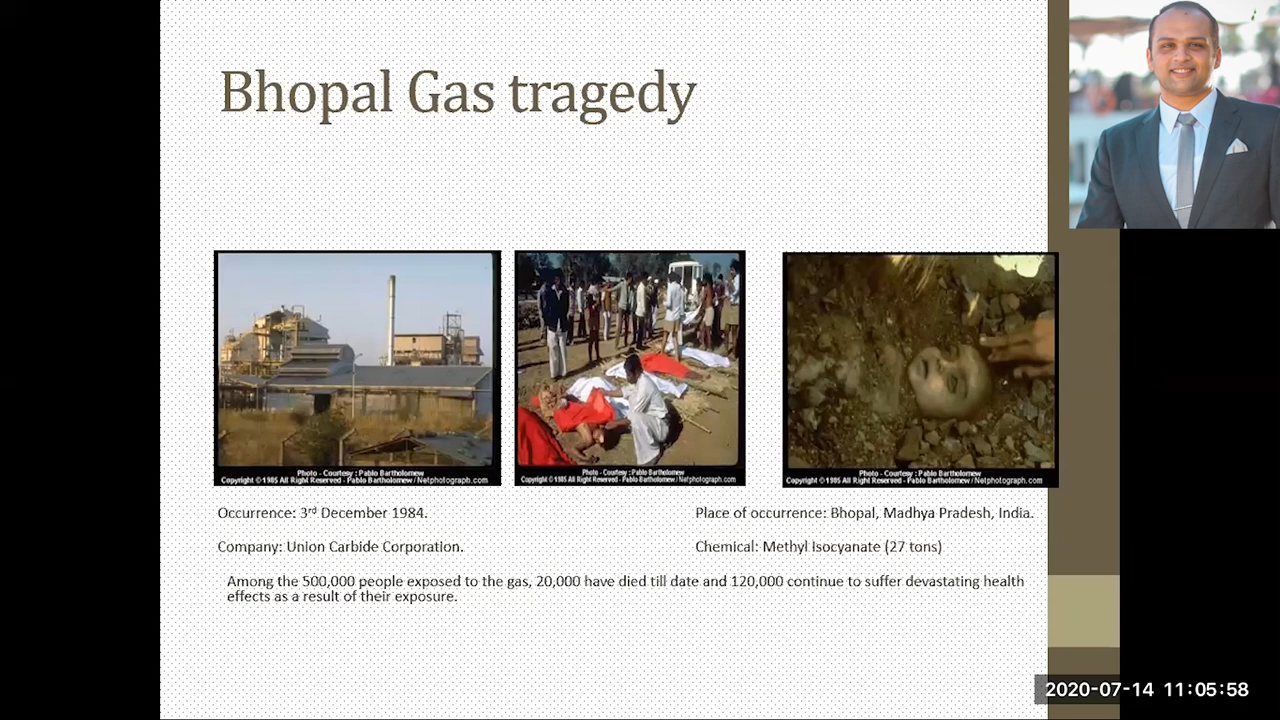 Bhopal Gas tragedy
Photo - Courtesy : Pablo Bartholomew
Copyright ©1985 All Right Reserved - Pablo Bartholomew / Netphotograph.com
Photo - Courtesy : Pablo Bartholomew
Copyright ©1985 All Right Reserved - Pablo Bartholomew / Netphotograph.com
Photo - Courtesy : Pablo Bartholomew
Copyright ©1985 All Right Reserved - Pablo Bartholomew / Netphotograph.com
Occurrence: 3rd December 1984.
Place of occurrence: Bhopal, Madhya Pradesh, India.
Company: Union Carbide Corporation.
Chemical: Methyl Isocyanate (27 tons)
Among the 500,000 people exposed to the gas, 20,000 have died till date and 120,000 continue to suffer devastating health
effects as a result of their exposure.
2020-07-14 11:05:58